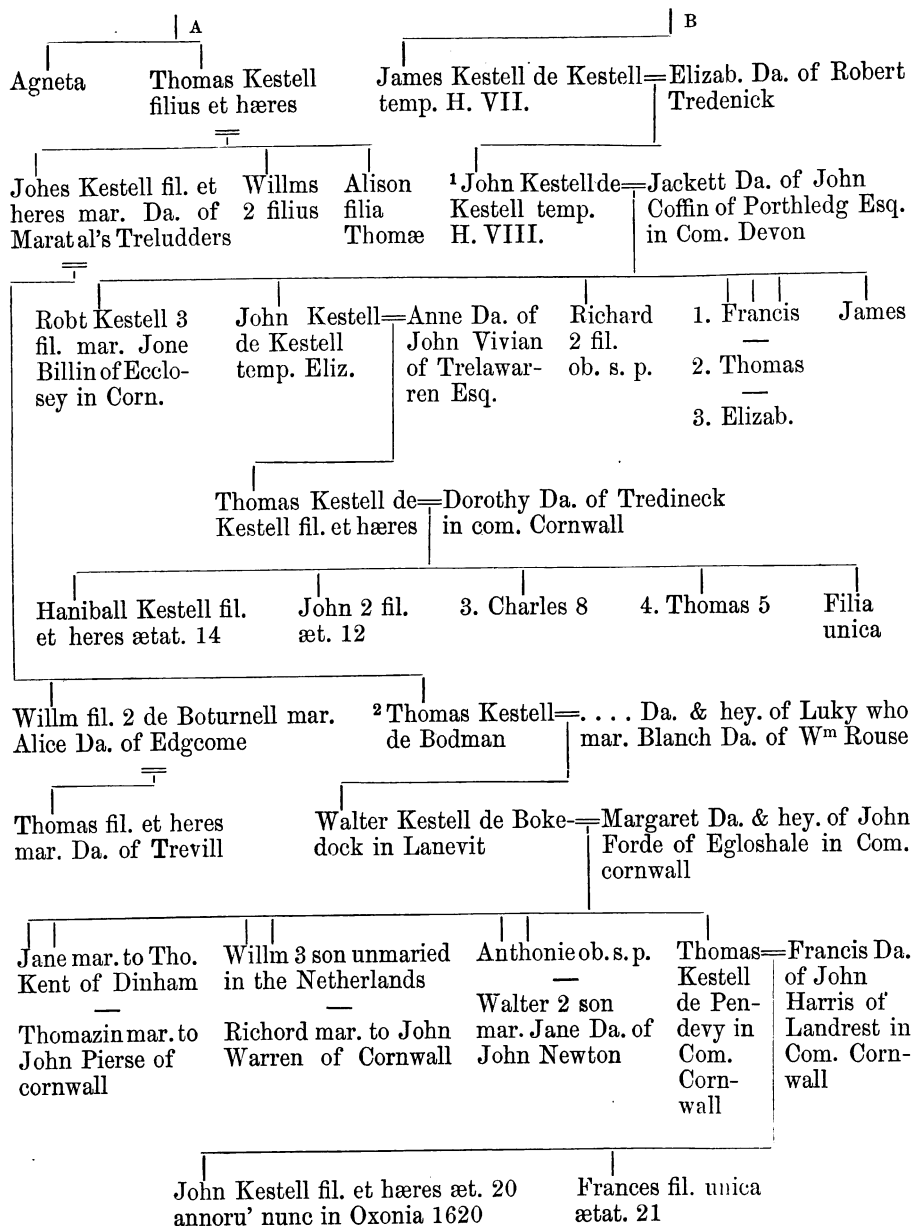 A
B
Agneta
Thomas Kestell
filius et hæres
James Kestell de Kestell=
temp. H. VII.
Elizab. Da. of Robert
Tredenick
Johes Kestell fil. et
heres mar. Da. of
Maratal's Treludders
Willms
2 filius
Alison
filia
Thomæ
¹ John Kestell de=
Kestell temp.
H. VIII.
Jackett Da. of John
Coffin of Porthledg Esq.
in Com. Devon
Robt Kestell 3
fil. mar. Jone
Billin of Ecclo-
sey in Corn.
John Kestell=
de Kestell
temp. Eliz.
Anne Da. of
John Vivian
of Trelawar-
ren Esq.
Richard
2 fil.
ob. s. p.
1. Francis
—
2. Thomas
—
3. Elizab.
James
Thomas Kestell de=
Kestell fil. et hæres
Dorothy Da. of Tredineck
in com. Cornwall
Haniball Kestell fil.
et heres ætat. 14
John 2 fil.
æt. 12
3. Charles 8
4. Thomas 5
Filia
unica
Willm fil. 2 de Boturnell mar.
Alice Da. of Edgcome
² Thomas Kestell=
de Bodman
. . . . Da. & hey. of Luky who
mar. Blanch Da. of Wᵐ Rouse
Thomas fil. et heres
mar. Da. of Trevill
Walter Kestell de Boke-=
dock in Lanevit
Margaret Da. & hey. of John
Forde of Egloshale in Com.
cornwall
Jane mar. to Tho.
Kent of Dinham
—
Thomazin mar. to
John Pierse of
cornwall
Willm 3 son unmaried
in the Netherlands
—
Richord mar. to John
Warren of Cornwall
Anthonie ob. s. p.
—
Walter 2 son
mar. Jane Da. of
John Newton
Thomas=
Kestell
de Pen-
devy in
Com.
Corn-
wall
Francis Da.
of John
Harris of
Landrest in
Com. Corn-
wall
John Kestell fil. et hæres æt. 20
annoru' nunc in Oxonia 1620
Frances fil. unica
ætat. 21